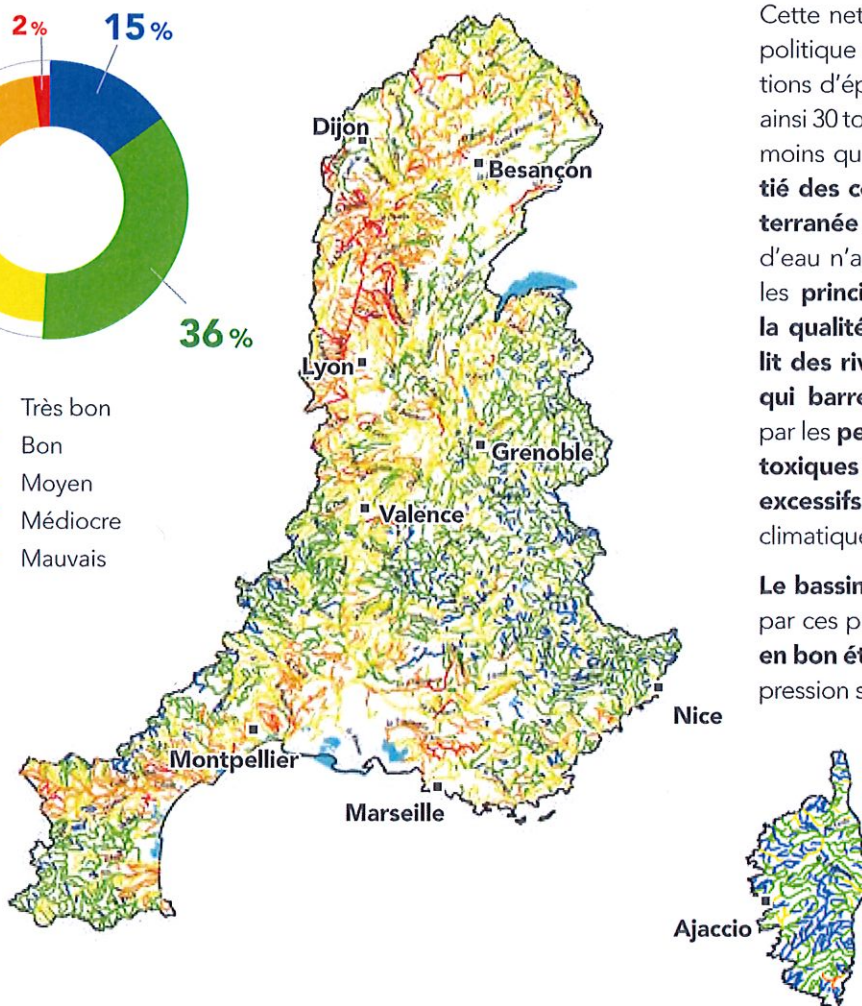 2%
15%
36%
Très bon
Bon
Moyen
Médiocre
Mauvais
Dijon
Besançon
Lyon
Grenoble
Valence
Nice
Montpellier
Marseille
Ajaccio
Cette net
politique
tions d'ép
ainsi 30 to
moins qu
tié des c
terranée
d'eau n'a
les princi
la qualité
lit des riv
qui barre
par les pe
toxiques
excessifs
climatique
Le bassin
par ces p
en bon ét
pression s